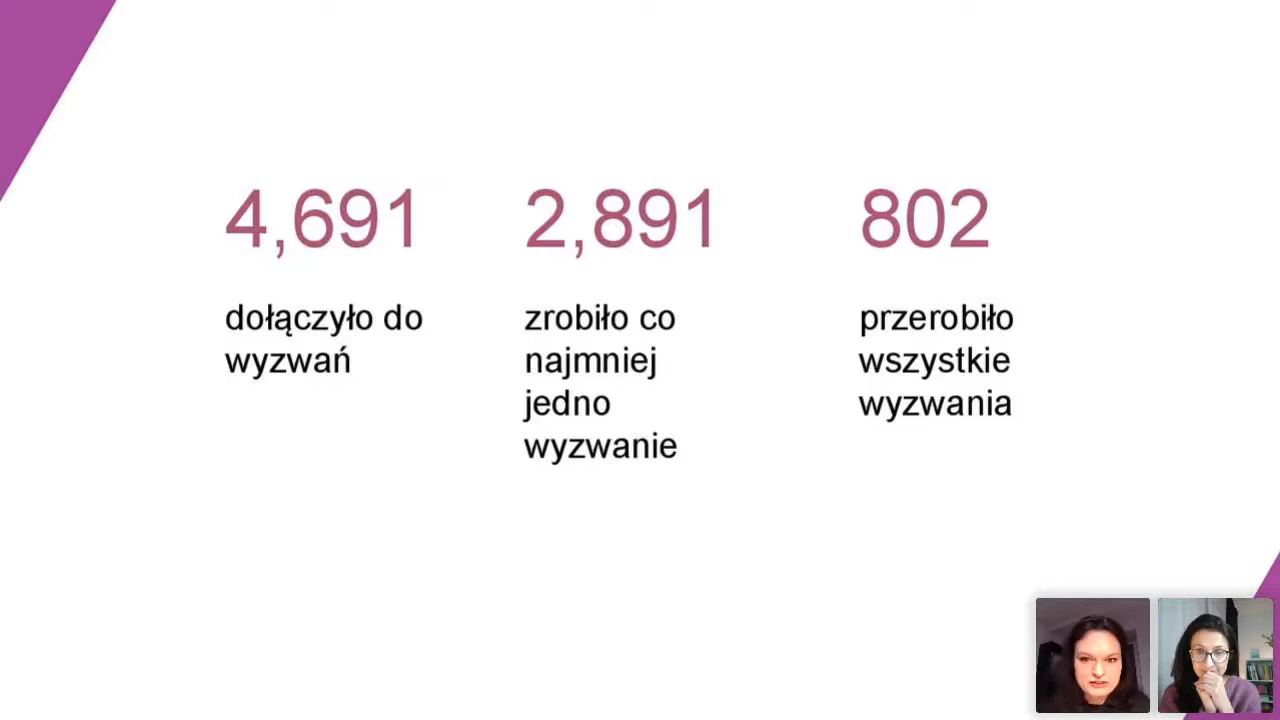 4,691
dołączyło do
wyzwań
2,891
zrobiło co
najmniej
jedno
wyzwanie
802
przerobiło
wszystkie
wyzwania